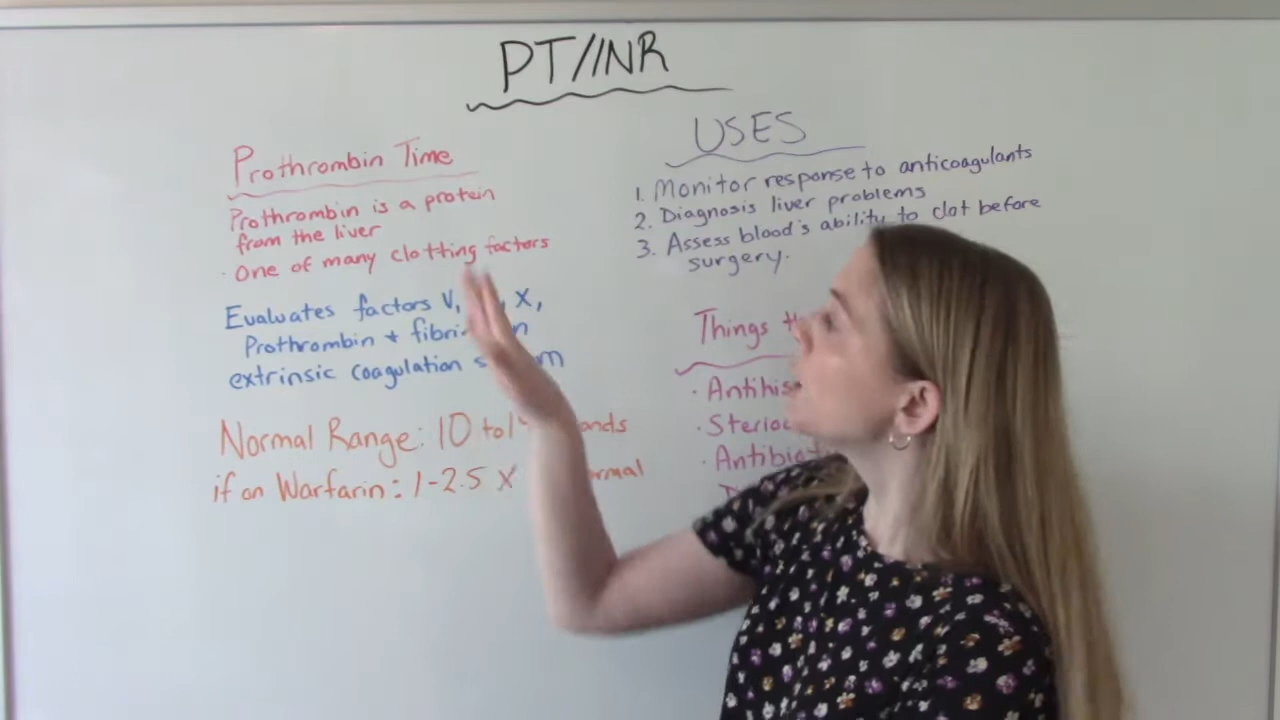 PT/INR
Prothrombin Time
Prothrombin is a protein
from the liver
· One of many clotting factors
Evaluates factors V, X,
Prothrombin + fibri
extrinsic coagulation s m
Normal Range: 10 to
if on Warfarin: 1-2.5 X
USES
1. Monitor response to anticoagulants
2. Diagnosis liver problems
3. Assess blood's ability to clot before
surgery.
Things
· Antihis
· Steri
· Antibio